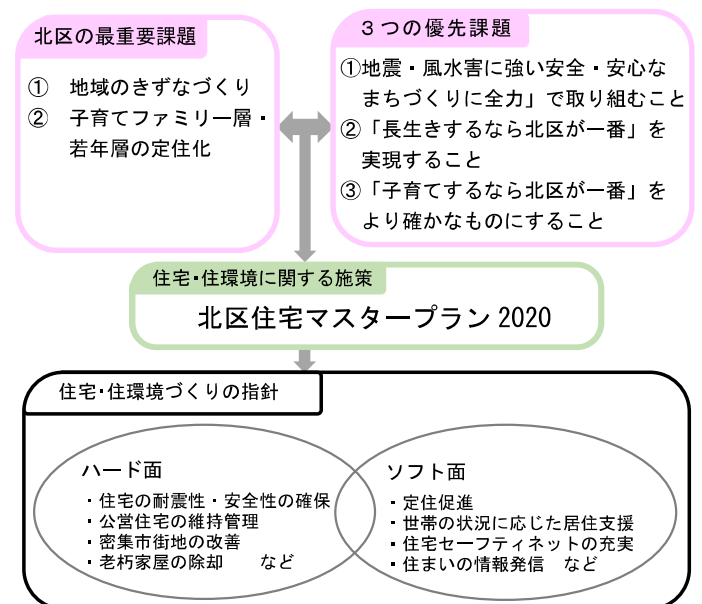 北区の最重要課題
① 地域のきずなづくり
② 子育てファミリー層・
若年層の定住化
3つの優先課題
①地震・風水害に強い安全・安心な
まちづくりに全力」で取り組むこと
②「長生きするなら北区が一番」を
実現すること
③「子育てするなら北区が一番」を
より確かなものにすること
住宅・住環境に関する施策
北区住宅マスタープラン 2020
住宅・住環境づくりの指針
ハード面
・住宅の耐震性・安全性の確保
・公営住宅の維持管理
・密集市街地の改善
・老朽家屋の除却 など
ソフト面
・定住促進
・世帯の状況に応じた居住支援
・住宅セーフティネットの充実
・住まいの情報発信 など